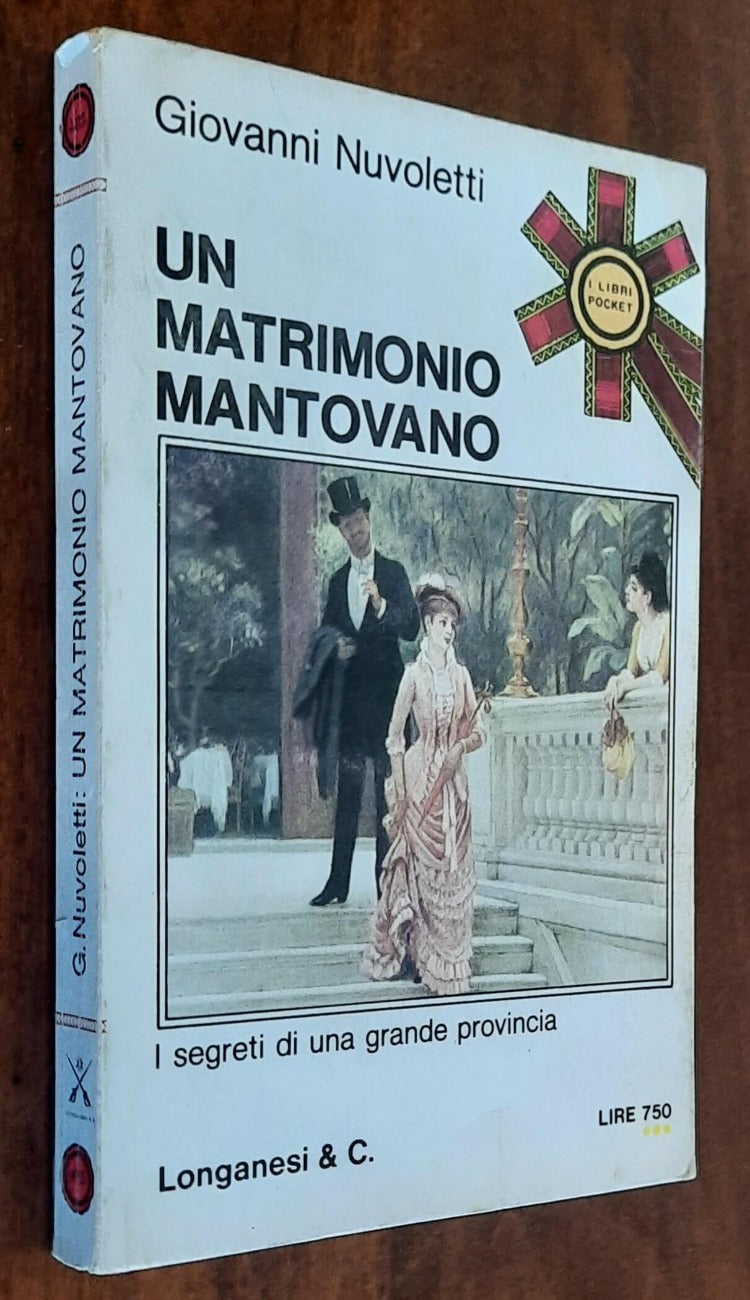 Giovanni Nuvoletti
UN
MATRIMONIO
MANTOVANO
I LIBRI
POCKET
I segreti di una grande provincia
LIRE 750
Longanesi & C.
G. Nuvoletti: UN MATRIMONIO MANTOVANO